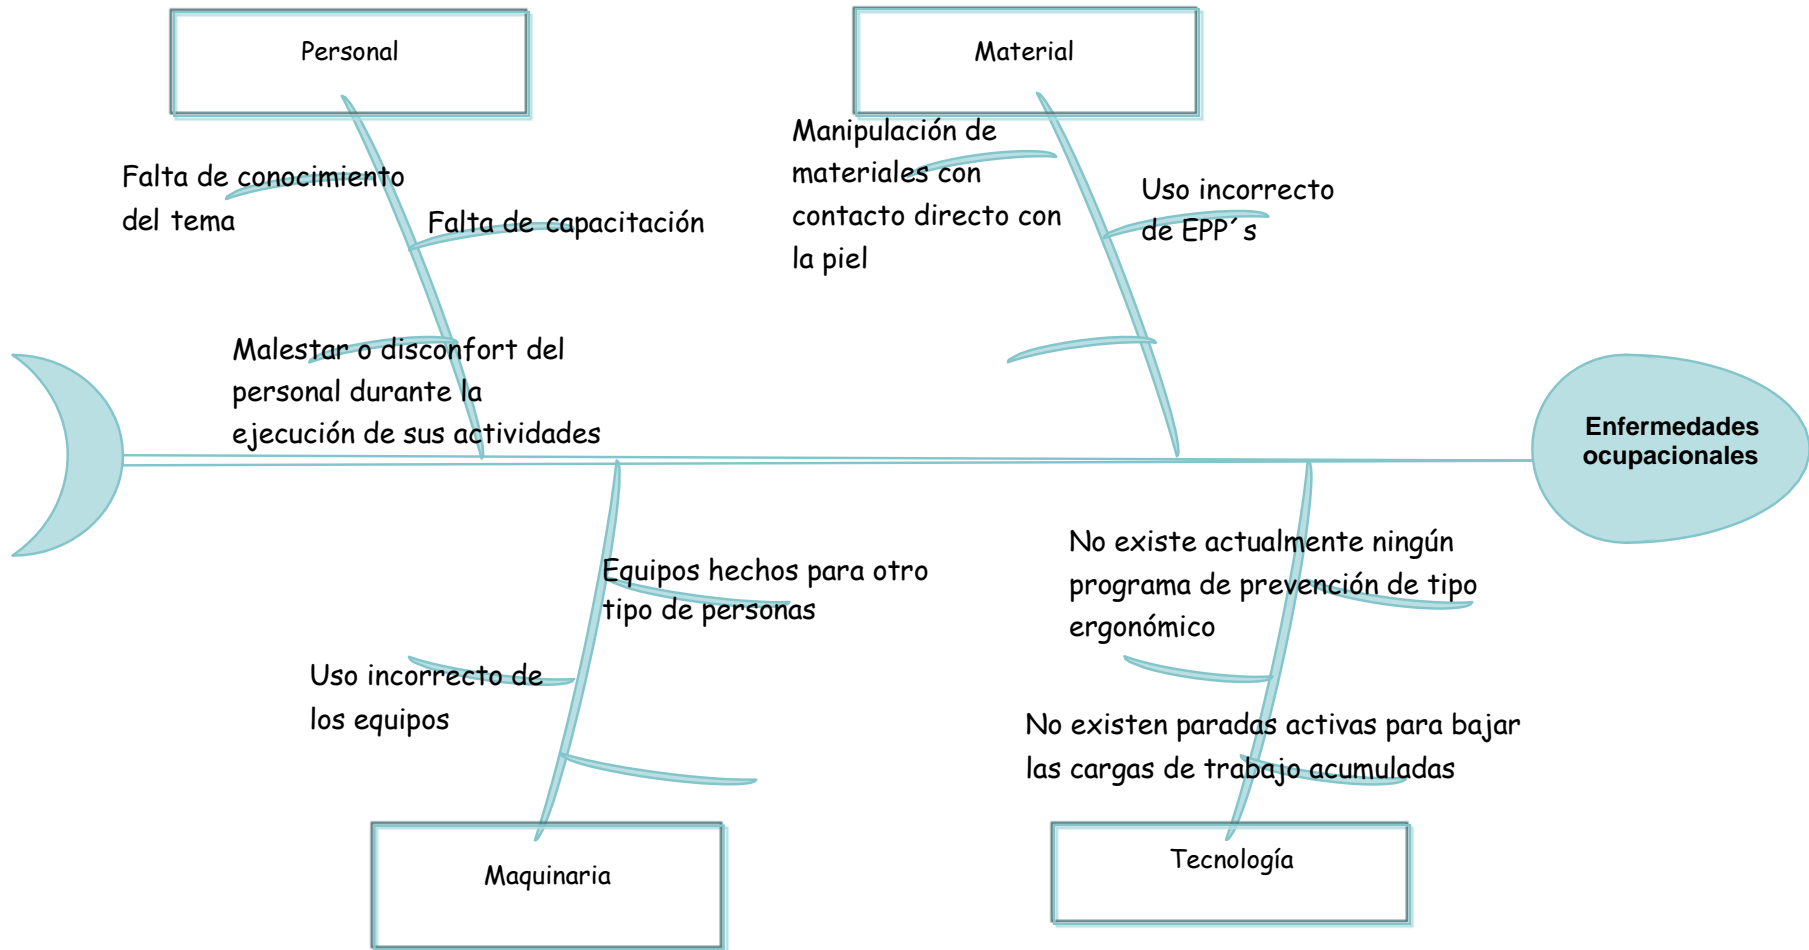 Personal
Material
Falta de conocimiento
del tema
Falta de capacitación
Malestar o disconfort del
personal durante la
ejecución de sus actividades
Manipulación de
materiales con
contacto directo con
la piel
Uso incorrecto
de EPP´s
Enfermedades
ocupacionales
Equipos hechos para otro
tipo de personas
Uso incorrecto de
los equipos
No existe actualmente ningún
programa de prevención de tipo
ergonómico
No existen paradas activas para bajar
las cargas de trabajo acumuladas
Maquinaria
Tecnología